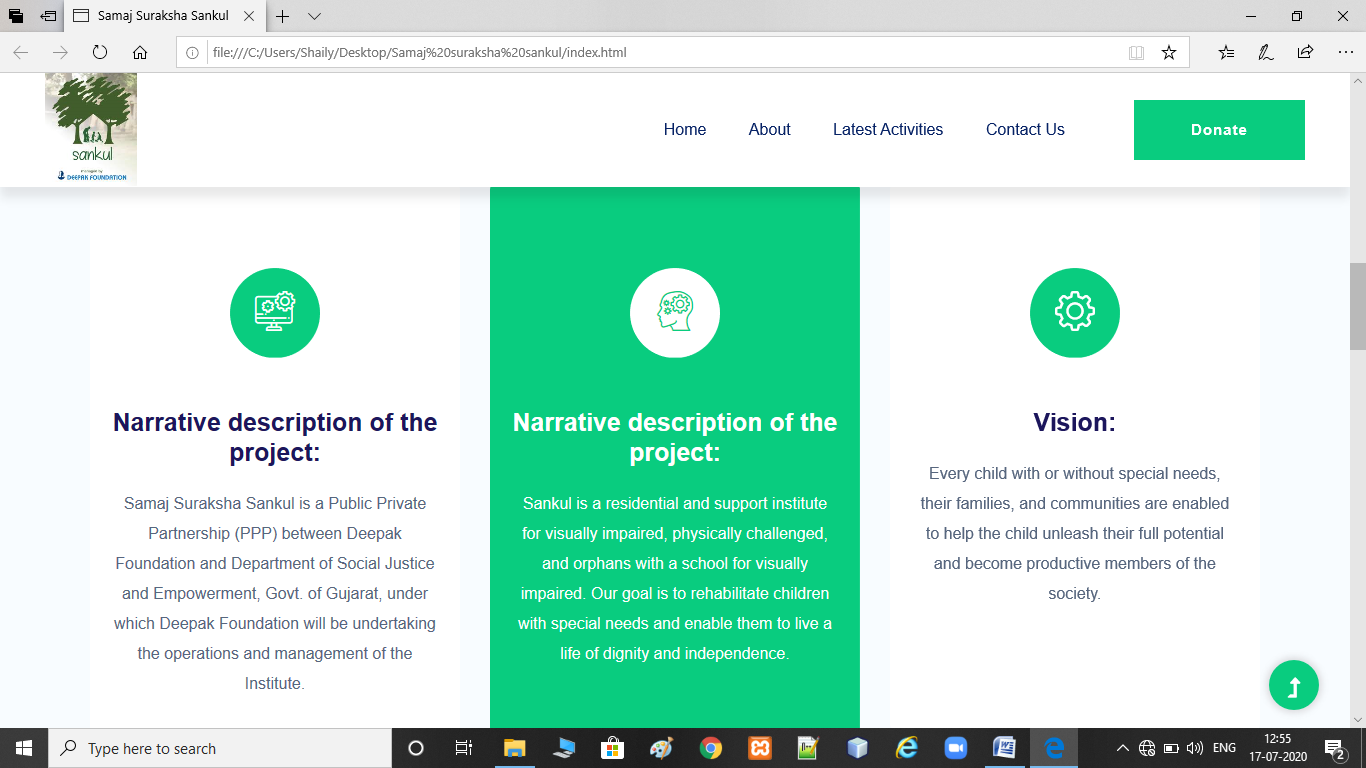 Samaj Suraksha Sankul
file:///C:/Users/Shaily/Desktop/Samaj%20suraksha%20sankul/index.html
sankul
managed by
DEEPAK FOUNDATION
Home
About
Latest Activities
Contact Us
Donate
Narrative description of the
project:
Samaj Suraksha Sankul is a Public Private
Partnership (PPP) between Deepak
Foundation and Department of Social Justice
and Empowerment, Govt. of Gujarat, under
which Deepak Foundation will be undertaking
the operations and management of the
Institute.
Narrative description of the
project:
Sankul is a residential and support institute
for visually impaired, physically challenged,
and orphans with a school for visually
impaired. Our goal is to rehabilitate children
with special needs and enable them to live a
life of dignity and independence.
Vision:
Every child with or without special needs,
their families, and communities are enabled
to help the child unleash their full potential
and become productive members of the
society.
Type here to search
ENG
12:55
17-07-2020
2